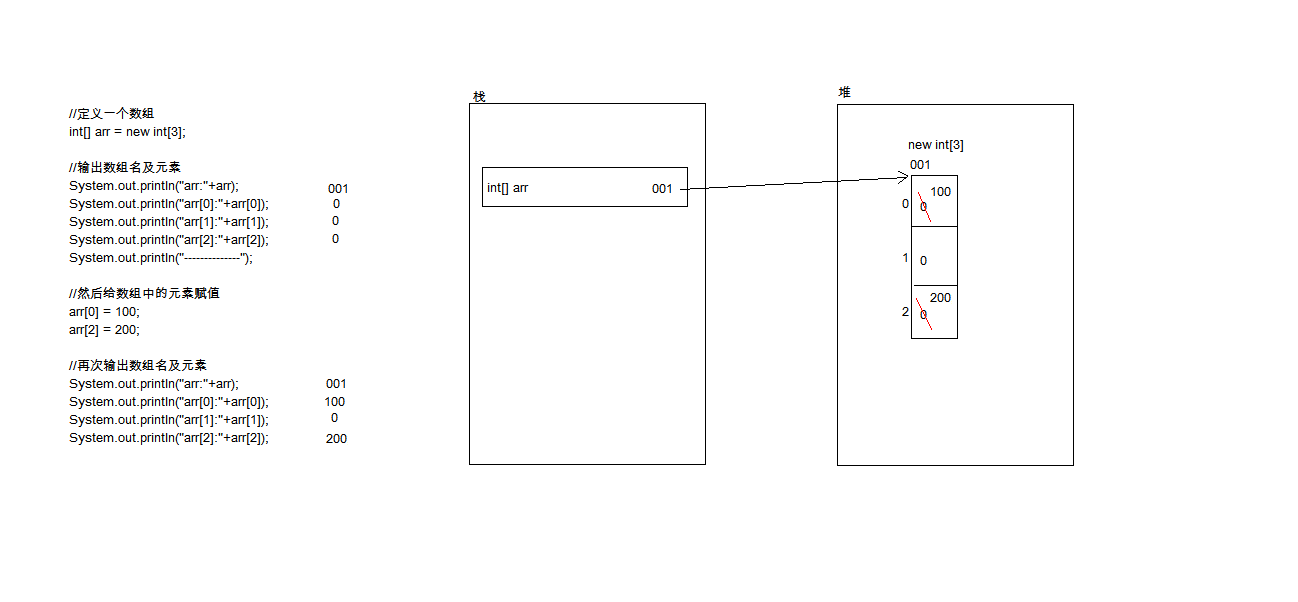 //定义一个数组
int[] arr = new int[3];
//输出数组名及元素
System.out.println("arr:"+arr); 001
System.out.println("arr[0]:"+arr[0]); 0
System.out.println("arr[1]:"+arr[1]); 0
System.out.println("arr[2]:"+arr[2]); 0
System.out.println("--------------");
//然后给数组中的元素赋值
arr[0] = 100;
arr[2] = 200;
//再次输出数组名及元素
System.out.println("arr:"+arr); 001
System.out.println("arr[0]:"+arr[0]); 100
System.out.println("arr[1]:"+arr[1]); 0
System.out.println("arr[2]:"+arr[2]); 200
栈
int[] arr 001
堆
new int[3]
001
100
0 0
1 0
200
2 0